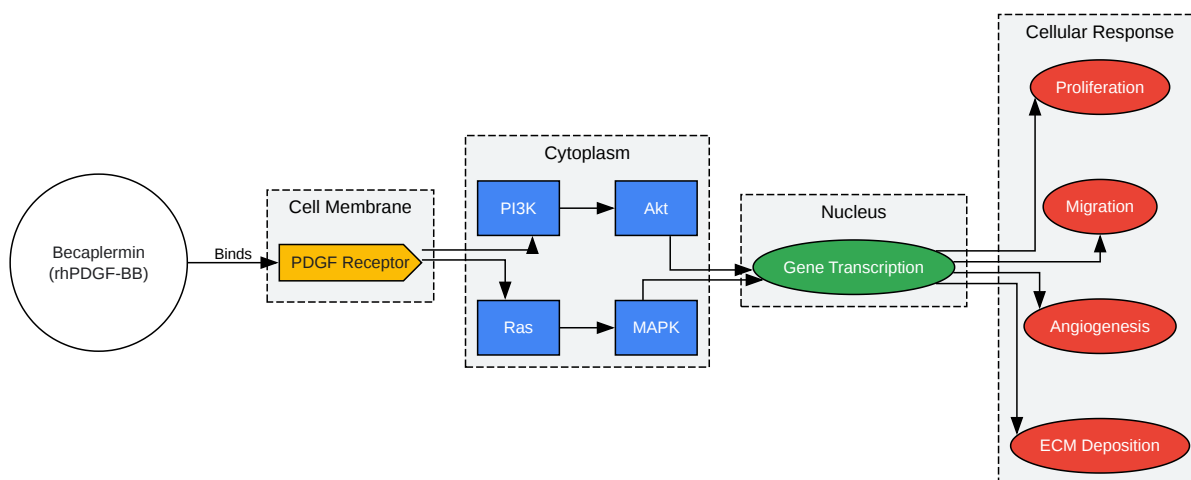 Becaplermin
(rhPDGF-BB)
Binds
Cell Membrane
PDGF Receptor
Cytoplasm
PI3K
Akt
Ras
MAPK
Nucleus
Gene Transcription
Cellular Response
Proliferation
Migration
Angiogenesis
ECM Deposition